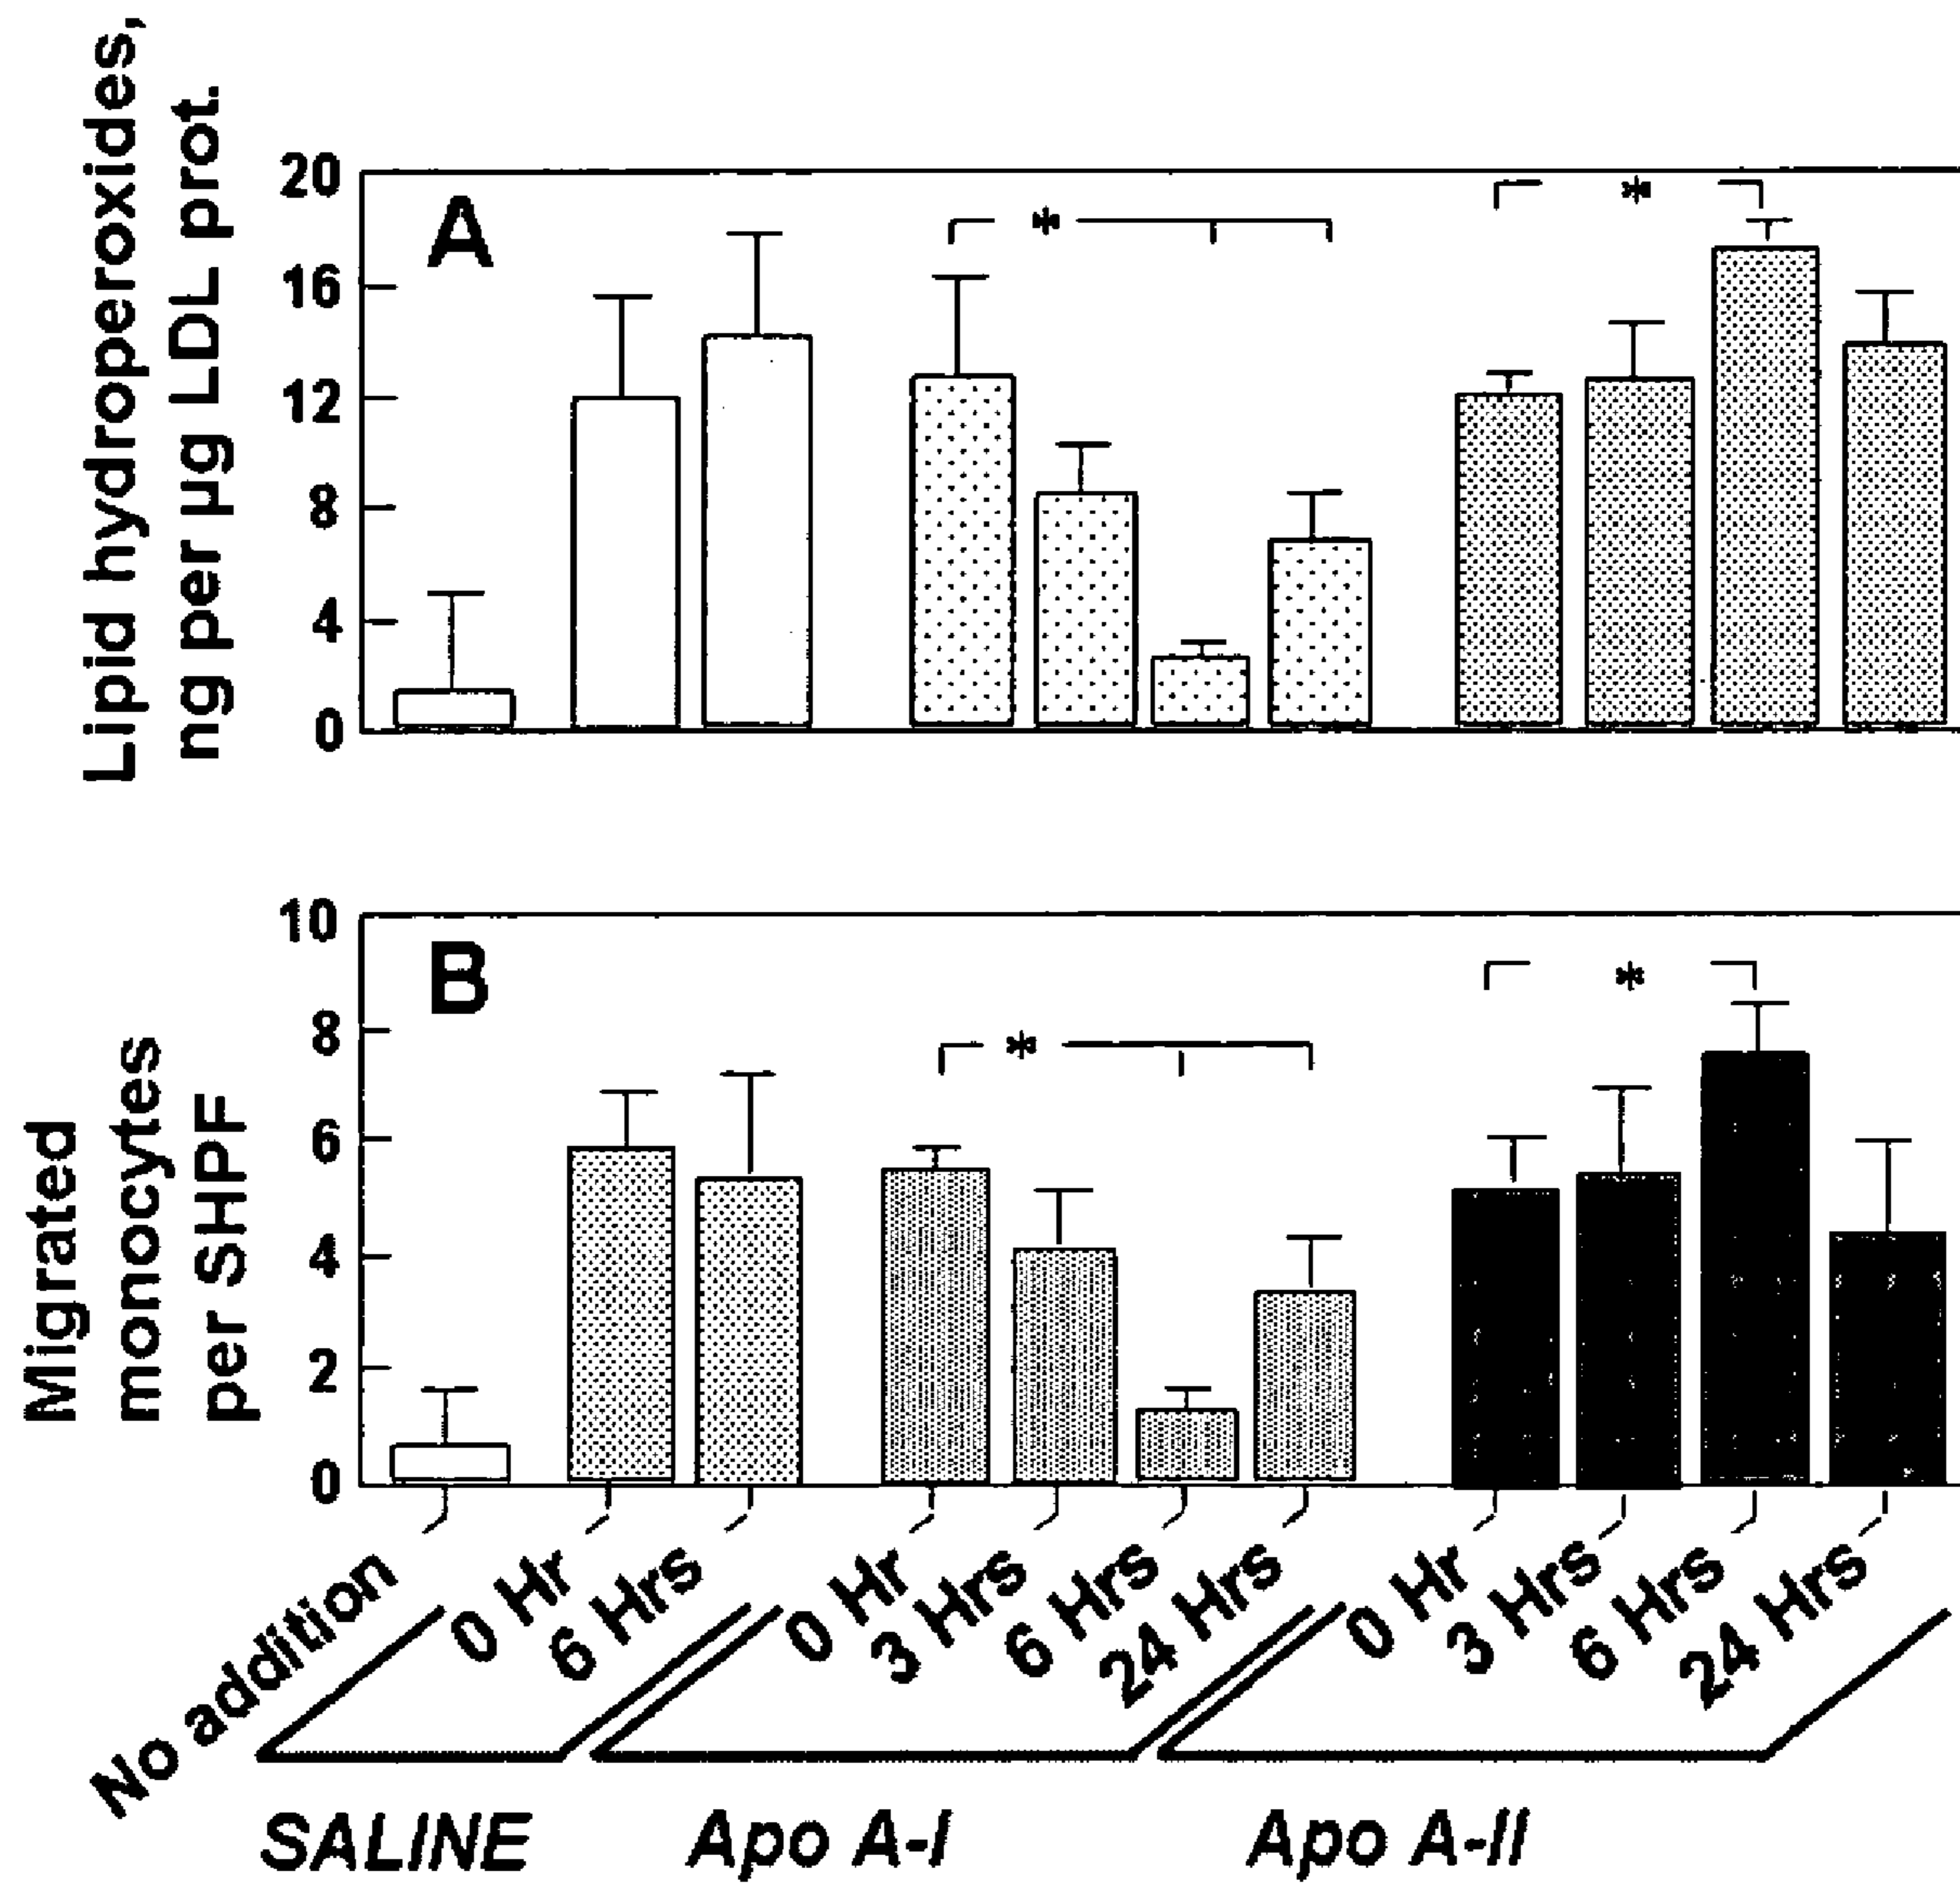 Lipid hydroperoxides,
ng per µg LDL prot.
20
16
12
8
4
0
A
*
*
Migrated
monocytes
per SHPF
10
8
6
4
2
0
B
*
*
No addition
0 Hr
6 Hrs
0 Hr
3 Hrs
6 Hrs
24 Hrs
0 Hr
3 Hrs
6 Hrs
24 Hrs
SALINE
Apo A-I
Apo A-II